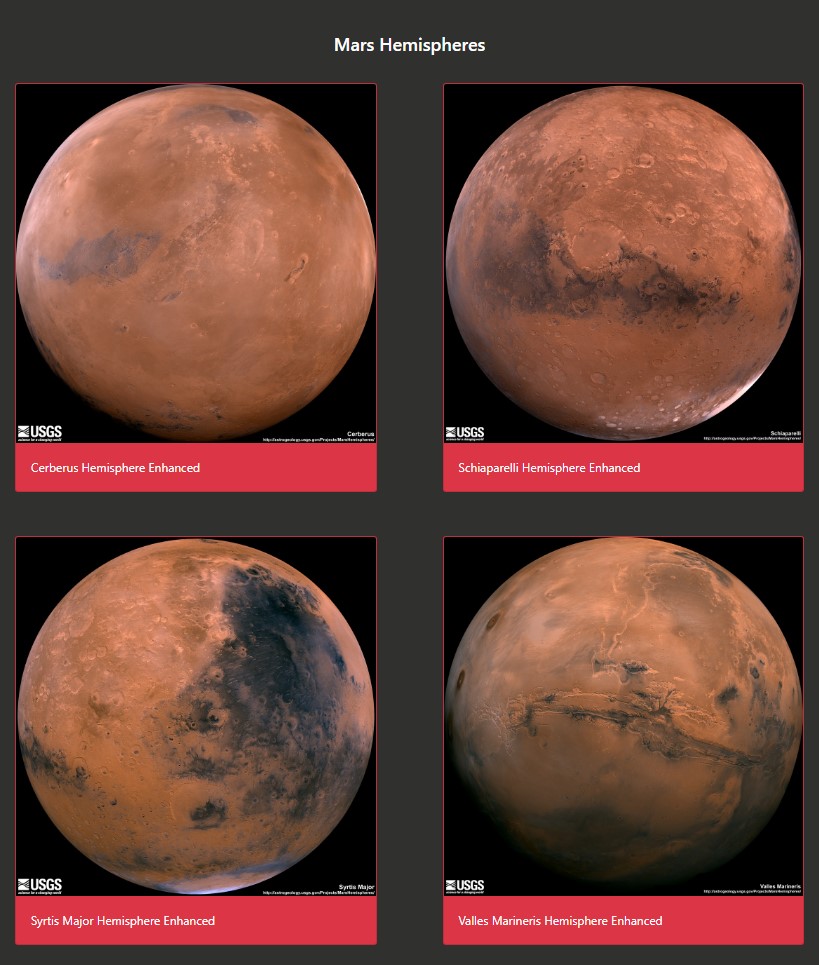 Mars Hemispheres
USGS
science for a changing world
Cerberus
http://astrogeology.usgs.gov/Projects/MarsHemispheres/
Cerberus Hemisphere Enhanced
USGS
science for a changing world
Schiaparelli
http://astrogeology.usgs.gov/Projects/MarsHemispheres/
Schiaparelli Hemisphere Enhanced
USGS
science for a changing world
Syrtis Major
http://astrogeology.usgs.gov/Projects/MarsHemispheres/
Syrtis Major Hemisphere Enhanced
USGS
science for a changing world
Valles Marineris
http://astrogeology.usgs.gov/Projects/MarsHemispheres/
Valles Marineris Hemisphere Enhanced